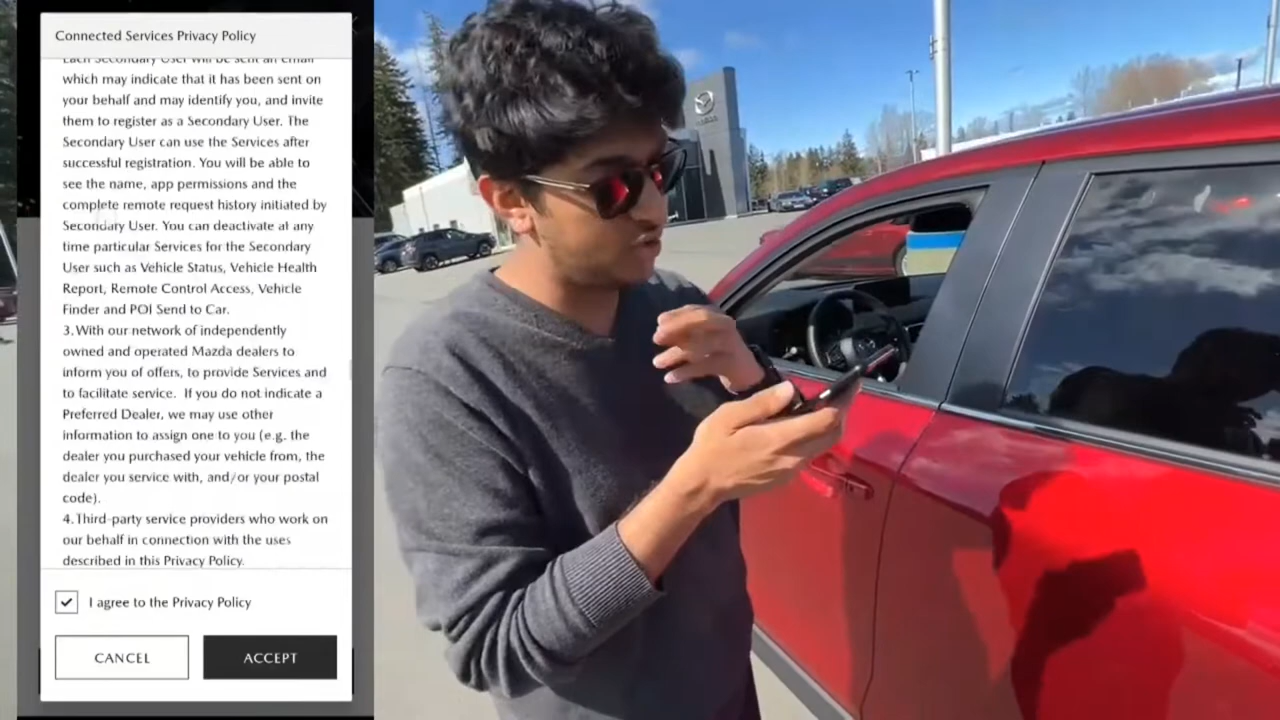 Connected Services Privacy Policy
Each Secondary User will be sent an email
which may indicate that it has been sent on
your behalf and may identify you, and invite
them to register as a Secondary User. The
Secondary User can use the Services after
successful registration. You will be able to
see the name, app permissions and the
complete remote request history initiated by
Secondary User. You can deactivate at any
time particular Services for the Secondary
User such as Vehicle Status, Vehicle Health
Report, Remote Control Access, Vehicle
Finder and POI Send to Car.
3.With our network of independently
owned and operated Mazda dealers to
inform you of offers, to provide Services and
to facilitate service. If you do not indicate a
Preferred Dealer, we may use other
information to assign one to you (e.g. the
dealer you purchased your vehicle from, the
dealer you service with, and/or your postal
code).
4.Third-party service providers who work on
our behalf in connection with the uses
described in this Privacy Policy.
I agree to the Privacy Policy
CANCEL
ACCEPT